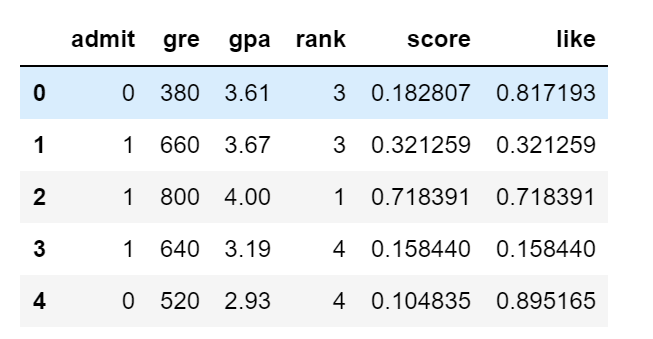 admit gre gpa rank score like
0 0 380 3.61 3 0.182807 0.817193
1 1 660 3.67 3 0.321259 0.321259
2 1 800 4.00 1 0.718391 0.718391
3 1 640 3.19 4 0.158440 0.158440
4 0 520 2.93 4 0.104835 0.895165